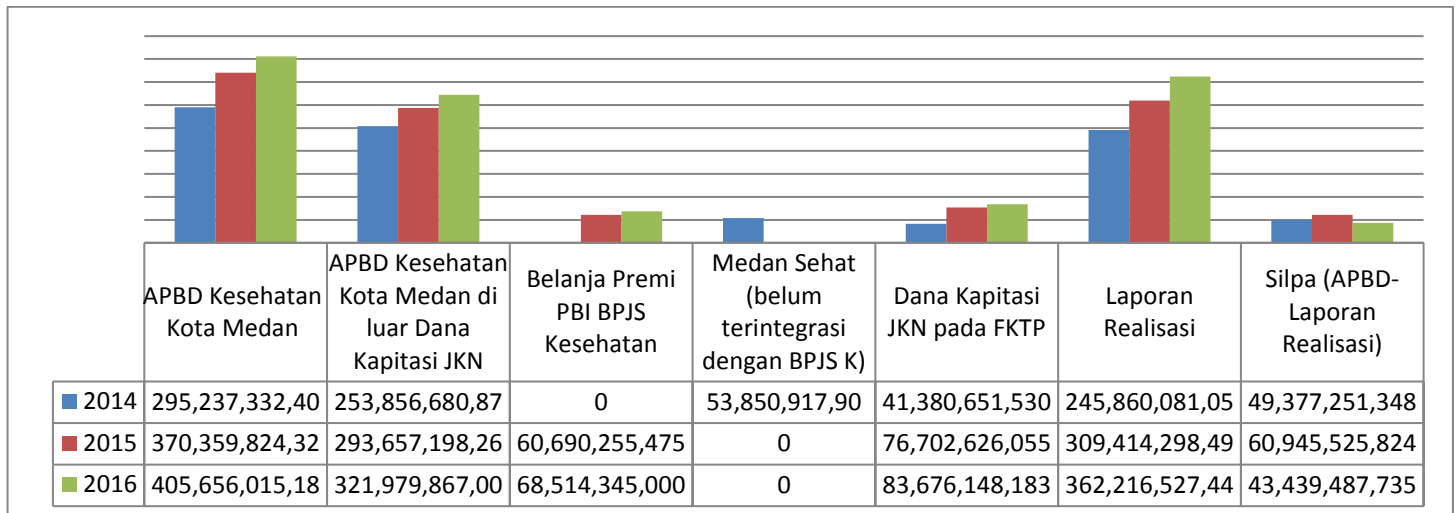 APBD Kesehatan
Kota Medan
APBD Kesehatan
Kota Medan di
luar Dana
Kapitasi JKN
Belanja Premi
PBI BPJS
Kesehatan
Medan Sehat
(belum
terintegrasi
dengan BPJS K)
Dana Kapitasi
JKN pada FKTP
Laporan
Realisasi
Silpa (APBD-
Laporan
Realisasi)
2014 295,237,332,40 253,856,680,87 0 53,850,917,90 41,380,651,530 245,860,081,05 49,377,251,348
2015 370,359,824,32 293,657,198,26 60,690,255,475 0 76,702,626,055 309,414,298,49 60,945,525,824
2016 405,656,015,18 321,979,867,00 68,514,345,000 0 83,676,148,183 362,216,527,44 43,439,487,735